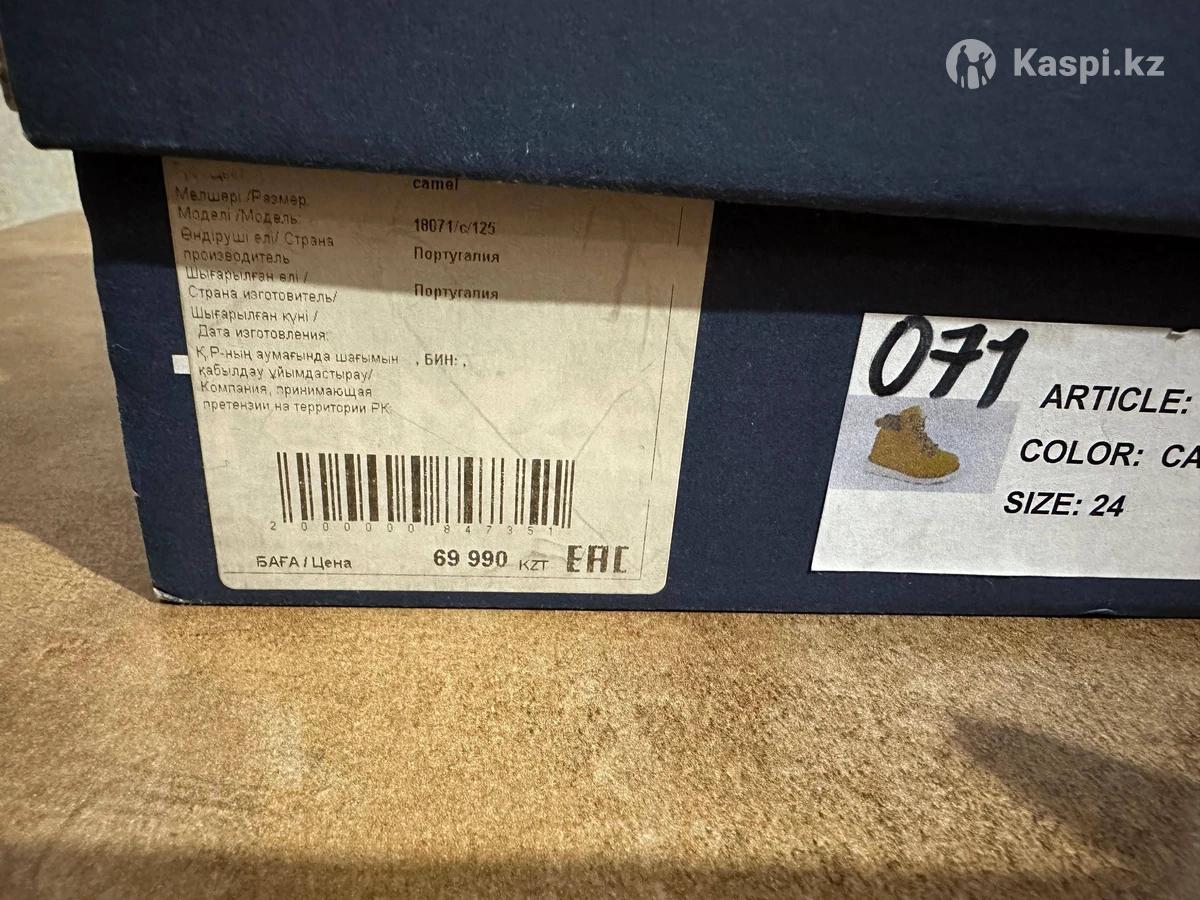 Kaspi.kz
camel
Мөлшері /Размер:
Моделі /Модель: 18071/c/125
Өндіруші елі/ Страна
производитель Португалия
Шығарылған елі /
Страна изготовитель/ Португалия
Шығарылған күні /
Дата изготовления:
Қ.Р-ның аумағында шағымын , БИН: ,
қабылдау ұйымдастырау/
Компания, принимающая
претензии на территории РК:
2 000000 847351
БАҒА / Цена 69 990 KZT EAC
071
ARTICLE:
COLOR: CA
SIZE: 24